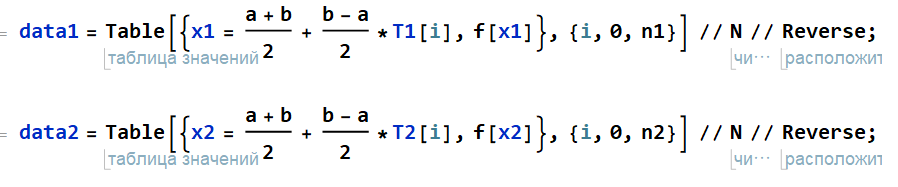 = data1 = Table[{x1 = (a + b)/2 + (b - a)/2 * T1[i], f[x1]}, {i, 0, n1}] // N // Reverse;
таблица значений чи··· расположит
= data2 = Table[{x2 = (a + b)/2 + (b - a)/2 * T2[i], f[x2]}, {i, 0, n2}] // N // Reverse;
таблица значений чи··· расположит